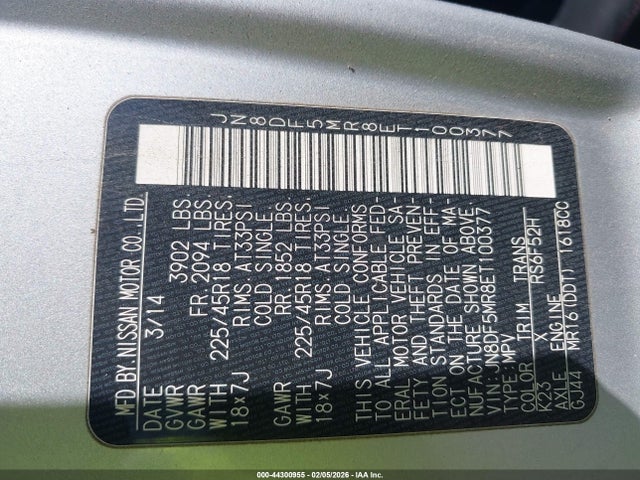 JN8DF5MR8ET100377
MFD BY NISSAN MOTOR CO.,LTD.
DATE 3/14
GVWR 3902 LBS.
GAWR FR. 2094 LBS.
WITH 225/45R18 TIRES.
18×7J RIMS. AT33PSI
COLD SINGLE
GAWR RR. 1852 LBS.
WITH 225/45R18 TIRES.
18×7J RIMS. AT33PSI
COLD SINGLE
THIS VEHICLE CONFORMS
TO ALL APPLICABLE FED-
ERAL MOTOR VEHICLE SA-
FETY AND THEFT PREVEN-
TION STANDARDS IN EFF-
ECT ON THE DATE OF MA-
NUFACTURE SHOWN ABOVE.
VIN:JN8DF5MR8ET100377
TYPE:MPV
COLOR TRIM TRANS
K23 X RS6F52H
AXLE ENGINE
GJ44 MR16(DDT) 1618CC
000-44300955 - 02/05/2026 - IAA Inc.